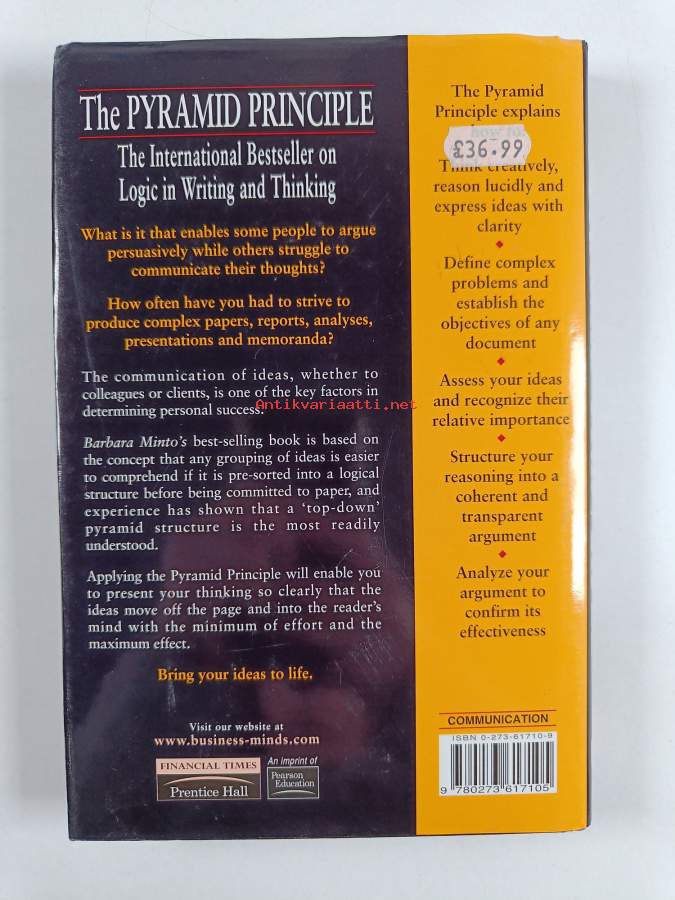 The PYRAMID PRINCIPLE
The International Bestseller on
Logic in Writing and Thinking
What is it that enables some people to argue
persuasively while others struggle to
communicate their thoughts?
How often have you had to strive to
produce complex papers, reports, analyses,
presentations and memoranda?
The communication of ideas, whether to
colleagues or clients, is one of the key factors in
determining personal success.
Antikvariaatti.net
Barbara Minto's best-selling book is based on
the concept that any grouping of ideas is easier
to comprehend if it is pre-sorted into a logical
structure before being committed to paper, and
experience has shown that a 'top-down'
pyramid structure is the most readily
understood.
Applying the Pyramid Principle will enable you
to present your thinking so clearly that the
ideas move off the page and into the reader's
mind with the minimum of effort and the
maximum effect.
Bring your ideas to life.
Visit our website at
www.business-minds.com
FINANCIAL TIMES
Prentice Hall
An imprint of
Pearson
Education
The Pyramid
Principle explains
how to:
£36.99
Think creatively,
reason lucidly and
express ideas with
clarity
Define complex
problems and
establish the
objectives of any
document
Assess your ideas
and recognize their
relative importance
Structure your
reasoning into a
coherent and
transparent
argument
Analyze your
argument to
confirm its
effectiveness
COMMUNICATION
ISBN 0-273-61710-9
9 780273 617105